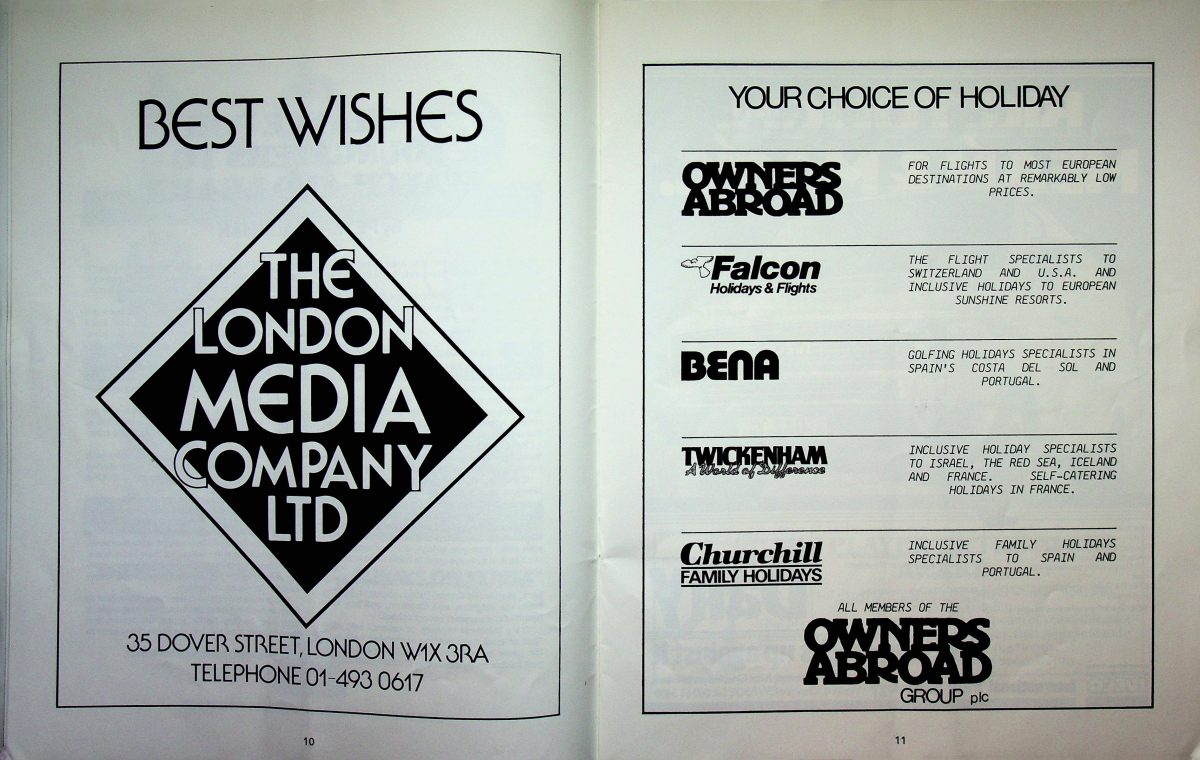 BEST WISHES
THE
LONDON
MEDIA
COMPANY
LTD
35 DOVER STREET, LONDON W1X 3RA
TELEPHONE 01-493 0617
10
YOUR CHOICE OF HOLIDAY
OWNERS
ABROAD
FOR FLIGHTS TO MOST EUROPEAN
DESTINATIONS AT REMARKABLY LOW
PRICES.
Falcon
Holidays & Flights
THE FLIGHT SPECIALISTS TO
SWITZERLAND AND U.S.A. AND
INCLUSIVE HOLIDAYS TO EUROPEAN
SUNSHINE RESORTS.
BENA
GOLFING HOLIDAYS SPECIALISTS IN
SPAIN'S COSTA DEL SOL AND
PORTUGAL.
TWICKENHAM
A World of Difference
INCLUSIVE HOLIDAY SPECIALISTS
TO ISRAEL, THE RED SEA, ICELAND
AND FRANCE. SELF-CATERING
HOLIDAYS IN FRANCE.
Churchill
FAMILY HOLIDAYS
INCLUSIVE FAMILY HOLIDAYS
SPECIALISTS TO SPAIN AND
PORTUGAL.
ALL MEMBERS OF THE
OWNERS
ABROAD
GROUP plc
11